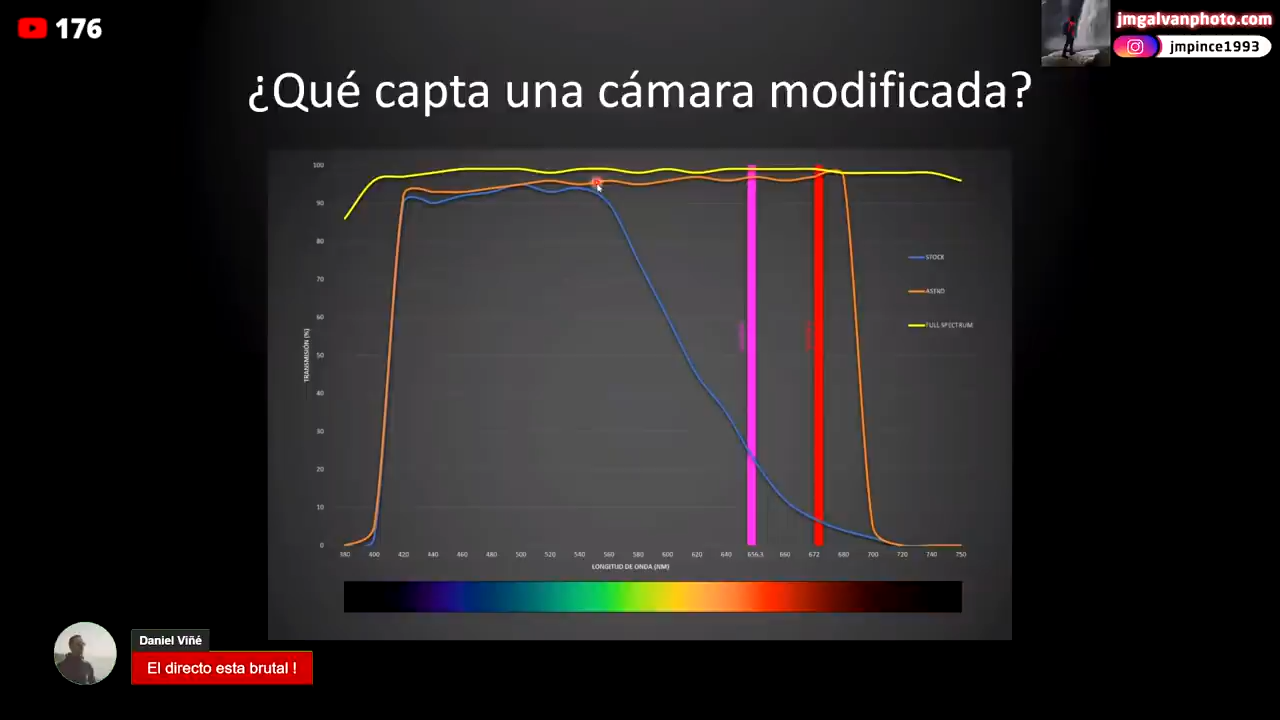 176
jmgalvanphoto.com
jmpince1993
¿Qué capta una cámara modificada?
100
90
80
70
60
50
40
30
20
10
0
TRANSMISIÓN (%)
STOCK
ASTRO
FULL SPECTRUM
380 400 420 440 460 480 500 520 540 560 580 600 620 640 656,3 660 672 680 700 720 740 750
LONGITUD DE ONDA (NM)
Daniel Viñé
El directo esta brutal !